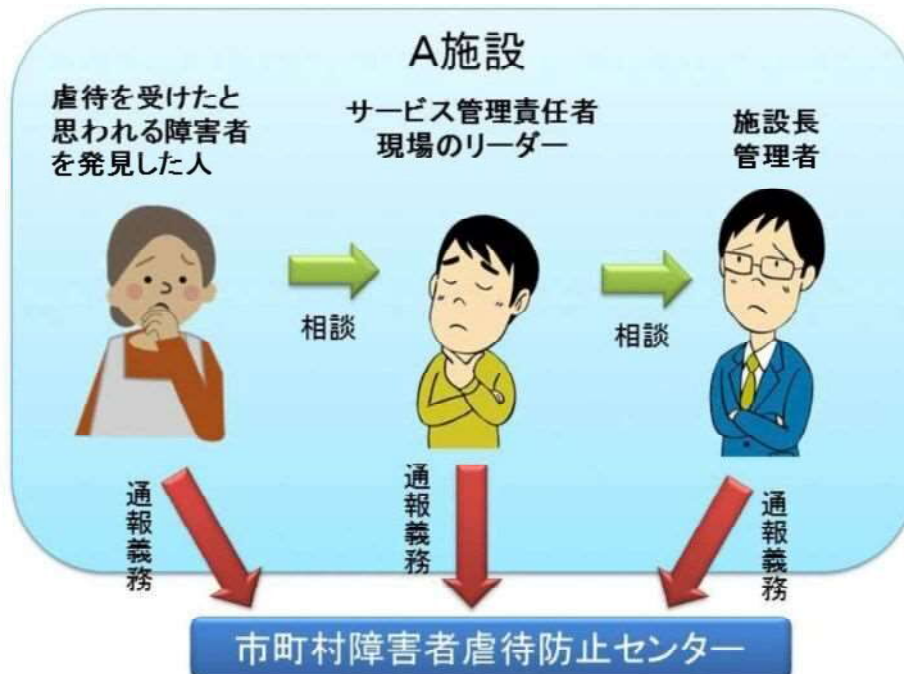 A施設
虐待を受けたと
思われる障害者
を発見した人
サービス管理責任者
現場のリーダー
施設長
管理者
相談
相談
通報義務
通報義務
通報義務
市町村障害者虐待防止センター